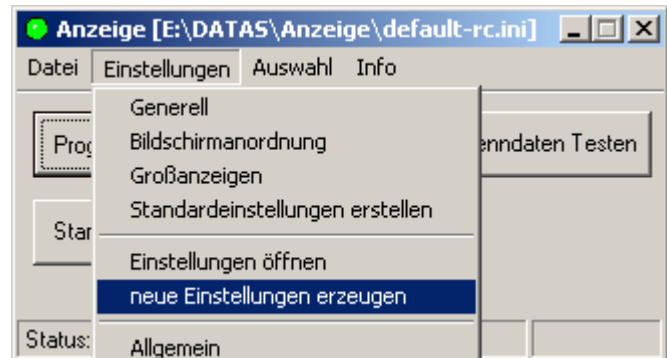 Anzeige [E:\DATAS\Anzeige\default-rc.ini]
Datei Einstellungen Auswahl Info
Generell
Bildschirmanordnung
Großanzeigen
Standardeinstellungen erstellen
Einstellungen öffnen
neue Einstellungen erzeugen
Allgemein
Testen
Status: